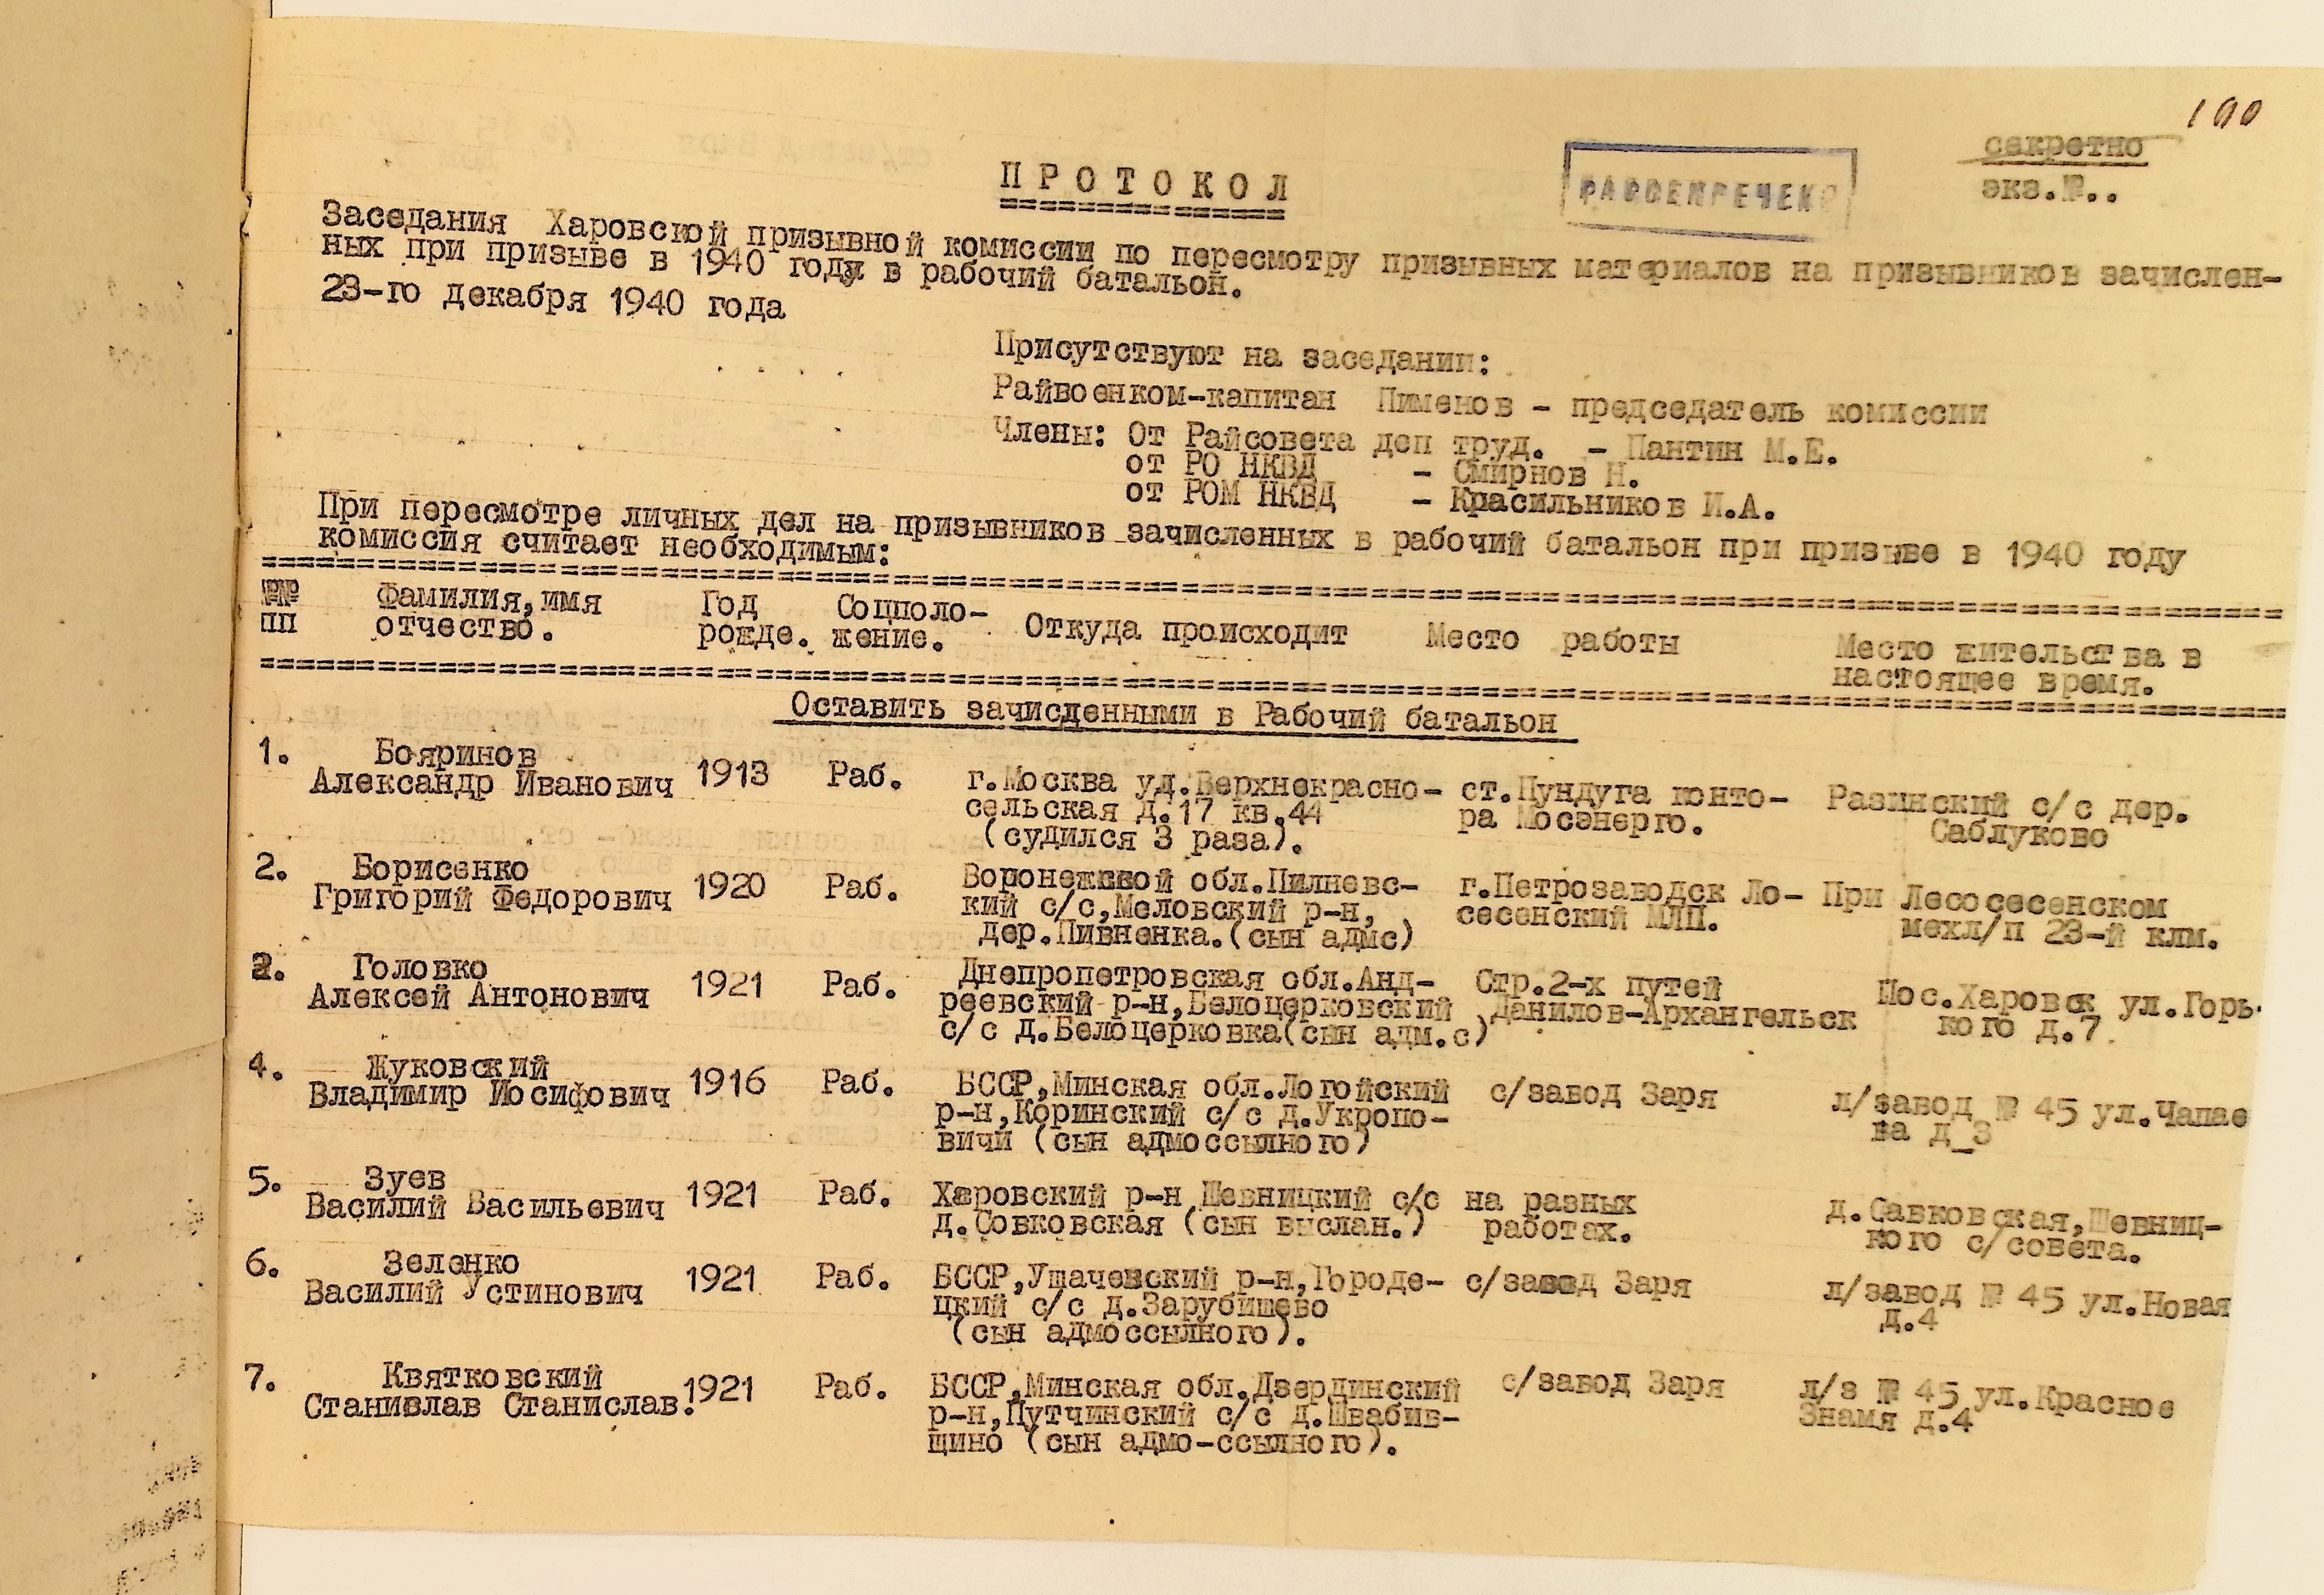 100
секретно
экз.№..
РАССЕКРЕЧЕНО
П Р О Т О К О Л
Заседания Харовской призывной комиссии по пересмотру призывных материалов на призывников зачислен-
ных при призыве в 1940 году в рабочий батальон.
23-го декабря 1940 года
Присутствуют на заседании:
Райвоенком-капитан Пименов - председатель комиссии
Члены: От Райсовета деп труд. - Пантин М.Е.
от РО НКВД - Смирнов Н.
от РОМ НКВД - Красильников И.А.
При пересмотре личных дел на призывников зачисленных в рабочий батальон при призыве в 1940 году
комиссия считает необходимым:
№№ Фамилия,имя Год Соцполо- Откуда происходит Место работы Место жительства в
пп отчество. рожде. жение. настоящее время.
Оставить зачисленными в Рабочий батальон
1. Бояринов 1913 Раб. г.Москва уд.Верхнекрасно- ст.Пундуга конто- Разинский с/с дер.
Александр Иванович сельская д.17 кв.44 ра Мосэнерго. Саблуково
(судился 3 раза).
2. Борисенко 1920 Раб. Воронежской обл.Пилневс- г.Петрозаводск Ло- При Лесосесенском
Григорий Федорович кий с/с,Меловский р-н, сесенский МЛП. мехл/п 23-й клм.
дер.Пивненка.(сын адмс)
3. Головко 1921 Раб. Днепропетровская обл.Анд- Стр.2-х путей Пос.Харовск ул.Горь-
Алексей Антонович реевский р-н,Белоцерковский Данилов-Архангельск кого д.7.
с/с д.Белоцерковка(сын адм.с)
4. Жуковский 1916 Раб. БССР,Минская обл.Логойский с/завод Заря л/завод № 45 ул.Чапае
Владимир Иосифович р-н,Коринский с/с д.Укропо- ва д_3
вичи (сын адмоссылного)
5. Зуев 1921 Раб. Харовский р-н Шевницкий с/с на разных д.Савковская,Шевниц-
Василий Васильевич д.Совковская (сын выслан.) работах. кого с/совета.
6. Зеленко 1921 Раб. БССР,Ушачевский р-н,Городе- с/завод Заря л/завод № 45 ул.Новая
Василий Устинович цкий с/с д.Зарубишево д.4
(сын адмоссылного).
7. Квятковский 1921 Раб. БССР,Минская обл.Дзердинский с/завод Заря л/з № 45 ул.Красное
Станивлав Станислав. р-н,Путчинский с/с д.Швабив- Знамя д.4
щино (сын адмо-ссылного).